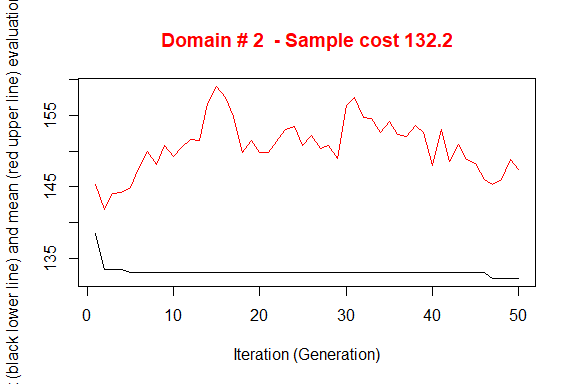 Domain # 2 - Sample cost 132.2
(black lower line) and mean (red upper line) evaluation
155
145
135
0 10 20 30 40 50
Iteration (Generation)